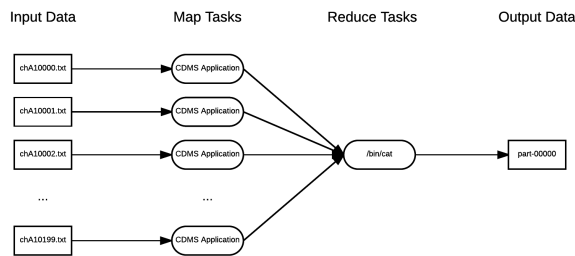 Input Data Map Tasks Reduce Tasks Output Data
chA10000.txt CDMS Application
chA10001.txt CDMS Application
chA10002.txt CDMS Application /bin/cat part-00000
... ...
chA10199.txt CDMS Application